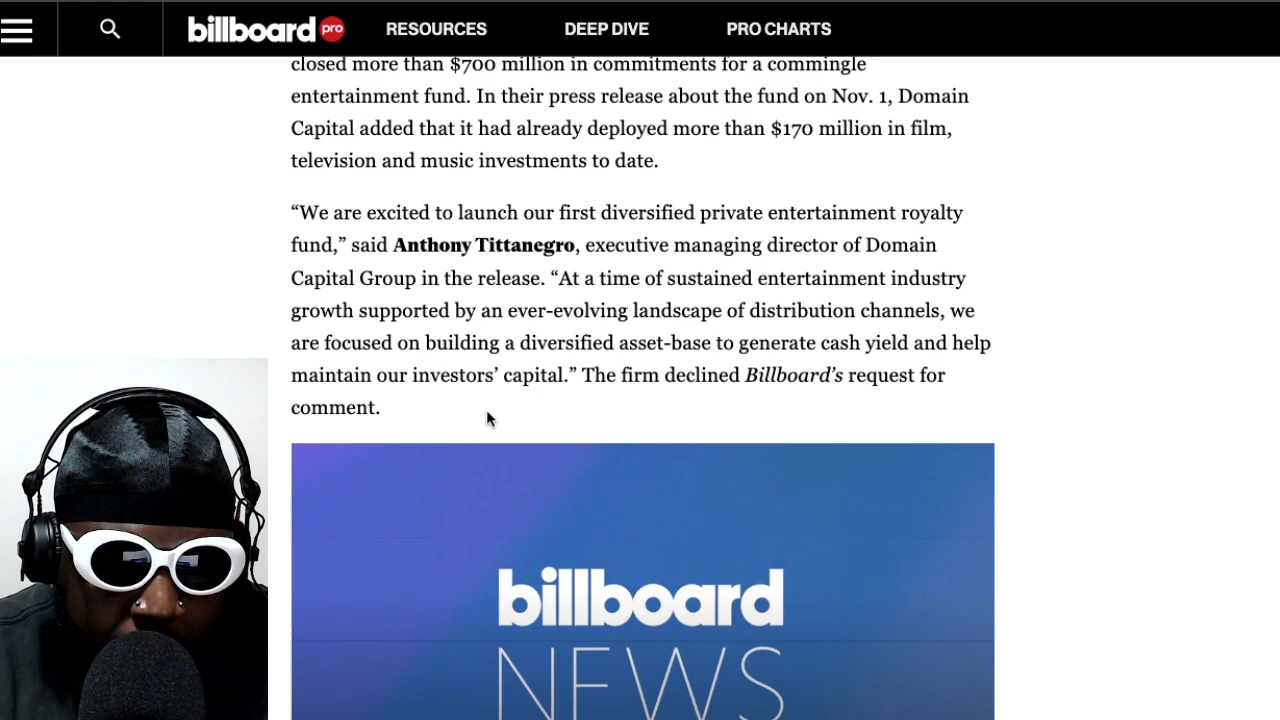 billboard pro RESOURCES DEEP DIVE PRO CHARTS
closed more than $700 million in commitments for a commingle
entertainment fund. In their press release about the fund on Nov. 1, Domain
Capital added that it had already deployed more than $170 million in film,
television and music investments to date.
“We are excited to launch our first diversified private entertainment royalty
fund,” said Anthony Tittanegro, executive managing director of Domain
Capital Group in the release. “At a time of sustained entertainment industry
growth supported by an ever-evolving landscape of distribution channels, we
are focused on building a diversified asset-base to generate cash yield and help
maintain our investors’ capital.” The firm declined Billboard’s request for
comment.
billboard
NEWS